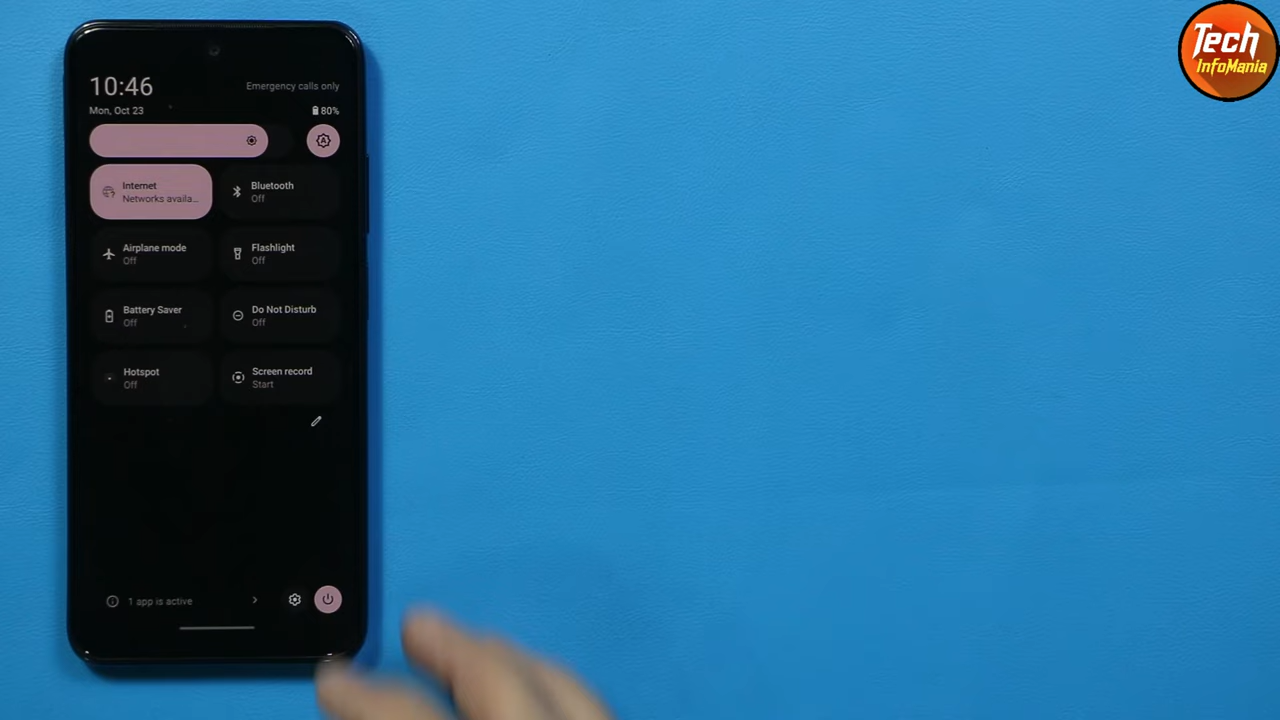 Tech
InfoMania
10:46
Emergency calls only
Mon, Oct 23
80%
Internet
Networks availa...
Bluetooth
Off
Airplane mode
Off
Flashlight
Off
Battery Saver
Off
Do Not Disturb
Off
Hotspot
Off
Screen record
Start
1 app is active